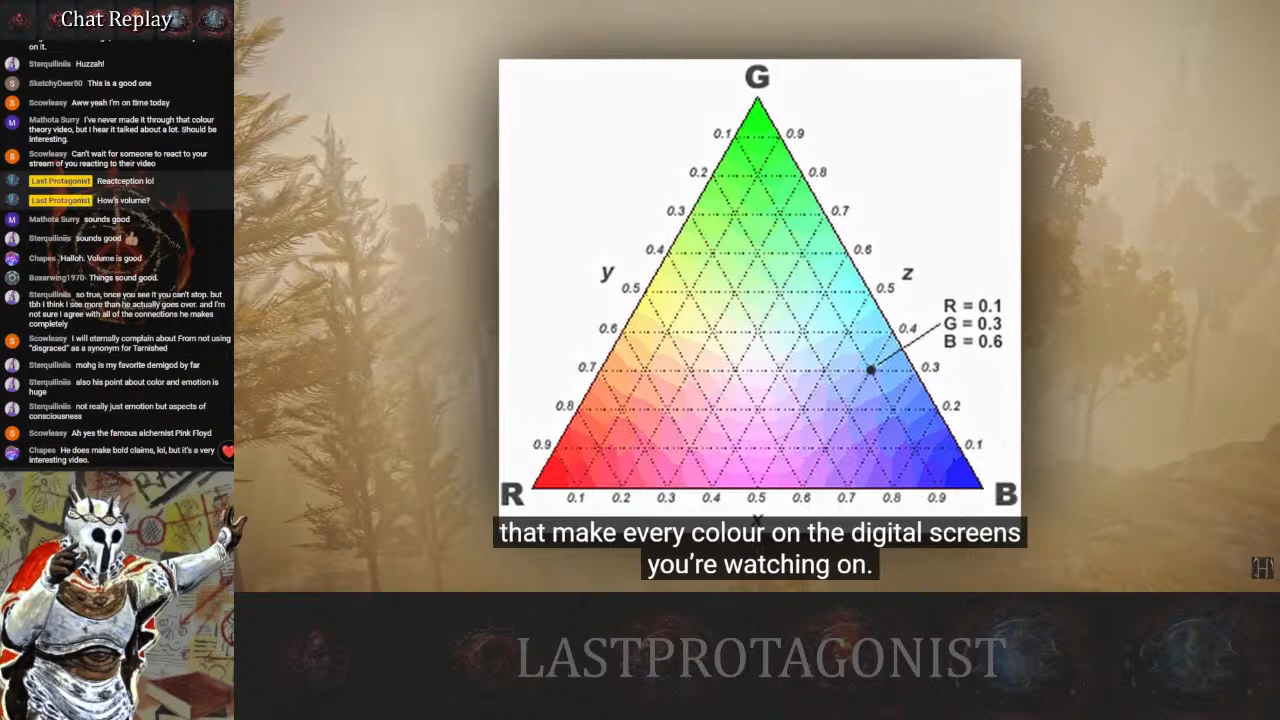 Chat Replay
on it.
Sterquiliniis Huzzah!
SketchyDeer50 This is a good one
Scowleasy Aww yeah I'm on time today
Mathota Surry I've never made it through that colour
theory video, but I hear it talked about a lot. Should be
interesting.
Scowleasy Can't wait for someone to react to your
stream of you reacting to their video
Last Protagonist Reactception lol
Last Protagonist How's volume?
Mathota Surry sounds good
Sterquiliniis sounds good
Chapes Halloh. Volume is good
Boxerwing1970 Things sound good.
Sterquiliniis so true, once you see it you can't stop. but
tbh I think I see more than he actually goes over. and I'm
not sure I agree with all of the connections he makes
completely
Scowleasy I will eternally complain about From not using
"disgraced" as a synonym for Tarnished
Sterquiliniis mohg is my favorite demigod by far
Sterquiliniis also his point about color and emotion is
huge
Sterquiliniis not really just emotion but aspects of
consciousness
Scowleasy Ah yes the famous alchemist Pink Floyd
Chapes He does make bold claims, lol, but it's a very
interesting video.
G
0.1 0.9
0.2 0.8
0.3 0.7
0.4 0.6
y z
0.5 0.5
R = 0.1
G = 0.3
B = 0.6
0.6 0.4
0.7 0.3
0.8 0.2
0.9 0.1
R B
0.1 0.2 0.3 0.4 0.5 0.6 0.7 0.8 0.9
that make every colour on the digital screens
you're watching on.
LASTPROTAGONIST